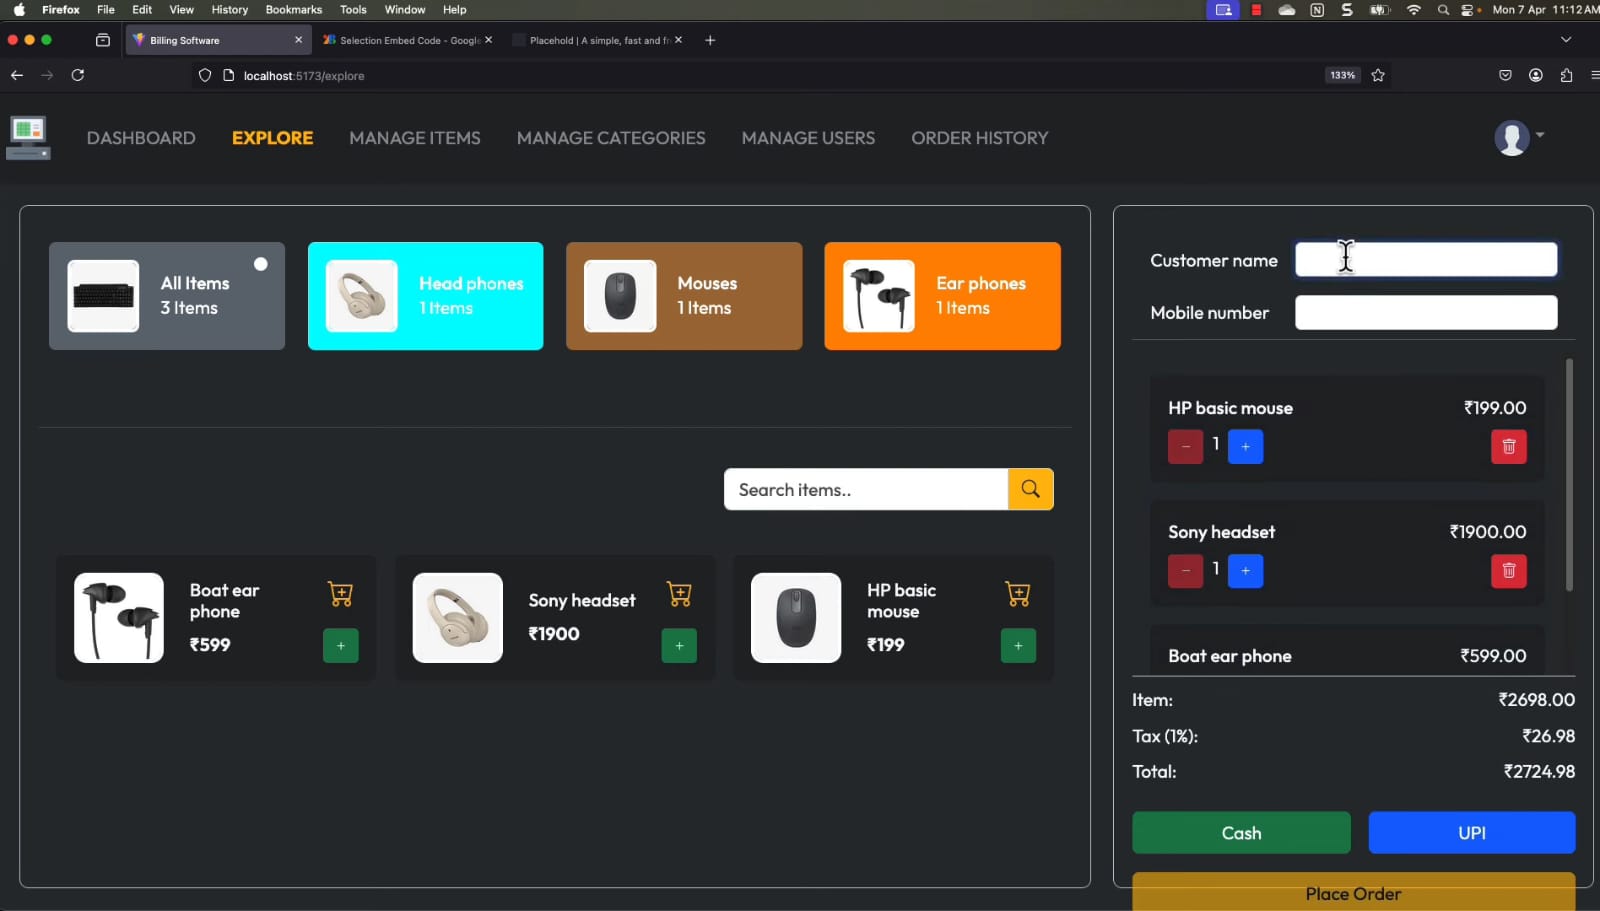 Firefox File Edit View History Bookmarks Tools Window Help
Mon 7 Apr 11:12AM
Billing Software
Selection Embed Code - Google
Placehold | A simple, fast and fr
localhost:5173/explore
133%
DASHBOARD EXPLORE MANAGE ITEMS MANAGE CATEGORIES MANAGE USERS ORDER HISTORY
All Items
3 Items
Head phones
1 Items
Mouses
1 Items
Ear phones
1 Items
Search items..
Boat ear
phone
₹599
+
Sony headset
₹1900
+
HP basic
mouse
₹199
+
Customer name
Mobile number
HP basic mouse ₹199.00
- 1 +
Sony headset ₹1900.00
- 1 +
Boat ear phone ₹599.00
Item: ₹2698.00
Tax (1%): ₹26.98
Total: ₹2724.98
Cash UPI
Place Order